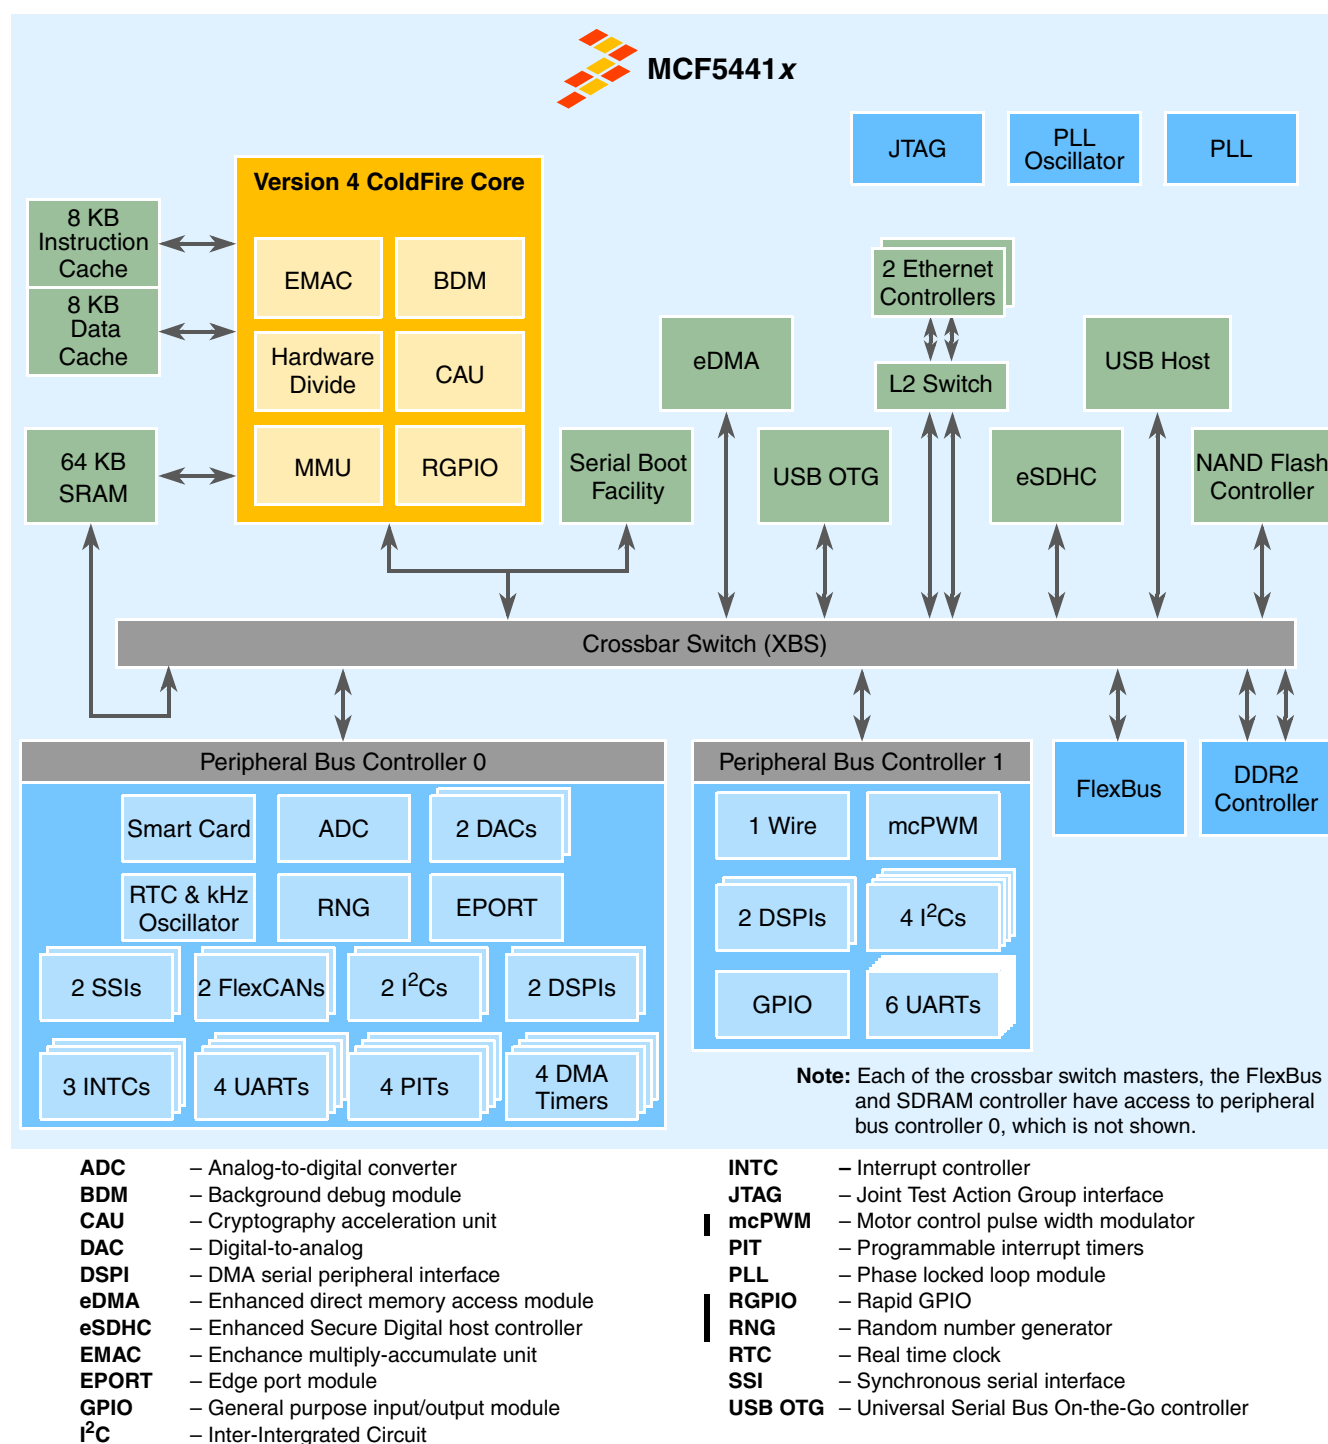 MCF5441x
JTAG
PLL
Oscillator
PLL
Version 4 ColdFire Core
8 KB
Instruction
Cache
8 KB
Data
Cache
64 KB
SRAM
EMAC
BDM
Hardware
Divide
CAU
MMU
RGPIO
Serial Boot
Facility
eDMA
USB OTG
2 Ethernet
Controllers
L2 Switch
eSDHC
USB Host
NAND Flash
Controller
Crossbar Switch (XBS)
Peripheral Bus Controller 0
Smart Card
ADC
2 DACs
RTC & kHz
Oscillator
RNG
EPORT
2 SSIs
2 FlexCANs
2 I²Cs
2 DSPIs
3 INTCs
4 UARTs
4 PITs
4 DMA
Timers
Peripheral Bus Controller 1
1 Wire
mcPWM
2 DSPIs
4 I²Cs
GPIO
6 UARTs
FlexBus
DDR2
Controller
Note: Each of the crossbar switch masters, the FlexBus
and SDRAM controller have access to peripheral
bus controller 0, which is not shown.
ADC – Analog-to-digital converter
BDM – Background debug module
CAU – Cryptography acceleration unit
DAC – Digital-to-analog
DSPI – DMA serial peripheral interface
eDMA – Enhanced direct memory access module
eSDHC – Enhanced Secure Digital host controller
EMAC – Enchance multiply-accumulate unit
EPORT – Edge port module
GPIO – General purpose input/output module
I²C – Inter-Intergrated Circuit
INTC – Interrupt controller
JTAG – Joint Test Action Group interface
mcPWM – Motor control pulse width modulator
PIT – Programmable interrupt timers
PLL – Phase locked loop module
RGPIO – Rapid GPIO
RNG – Random number generator
RTC – Real time clock
SSI – Synchronous serial interface
USB OTG – Universal Serial Bus On-the-Go controller